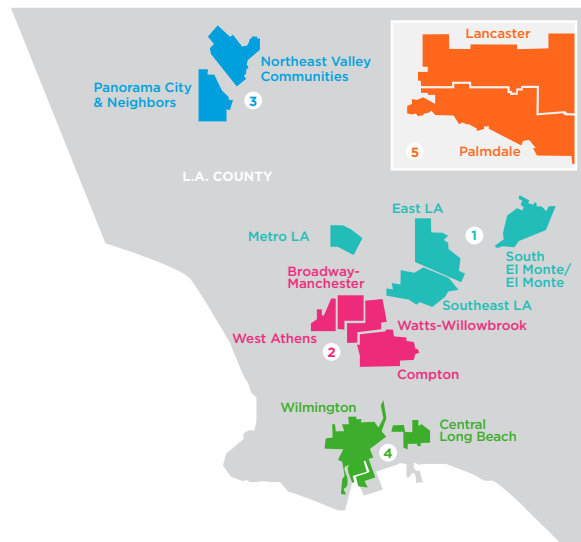 Lancaster
5
Palmdale
Northeast Valley
Communities
Panorama City
& Neighbors
3
L.A. COUNTY
East LA
Metro LA
1
South
El Monte/
El Monte
Southeast LA
Broadway-
Manchester
West Athens
2
Watts-Willowbrook
Compton
Wilmington
Central
Long Beach
4